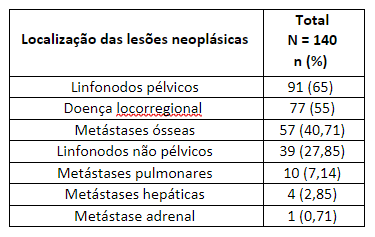 Localização das lesões neoplásicas
Total
N = 140
n (%)
Linfonodos pélvicos 91 (65)
Doença locorregional 77 (55)
Metástases ósseas 57 (40,71)
Linfonodos não pélvicos 39 (27,85)
Metástases pulmonares 10 (7,14)
Metástases hepáticas 4 (2,85)
Metástase adrenal 1 (0,71)